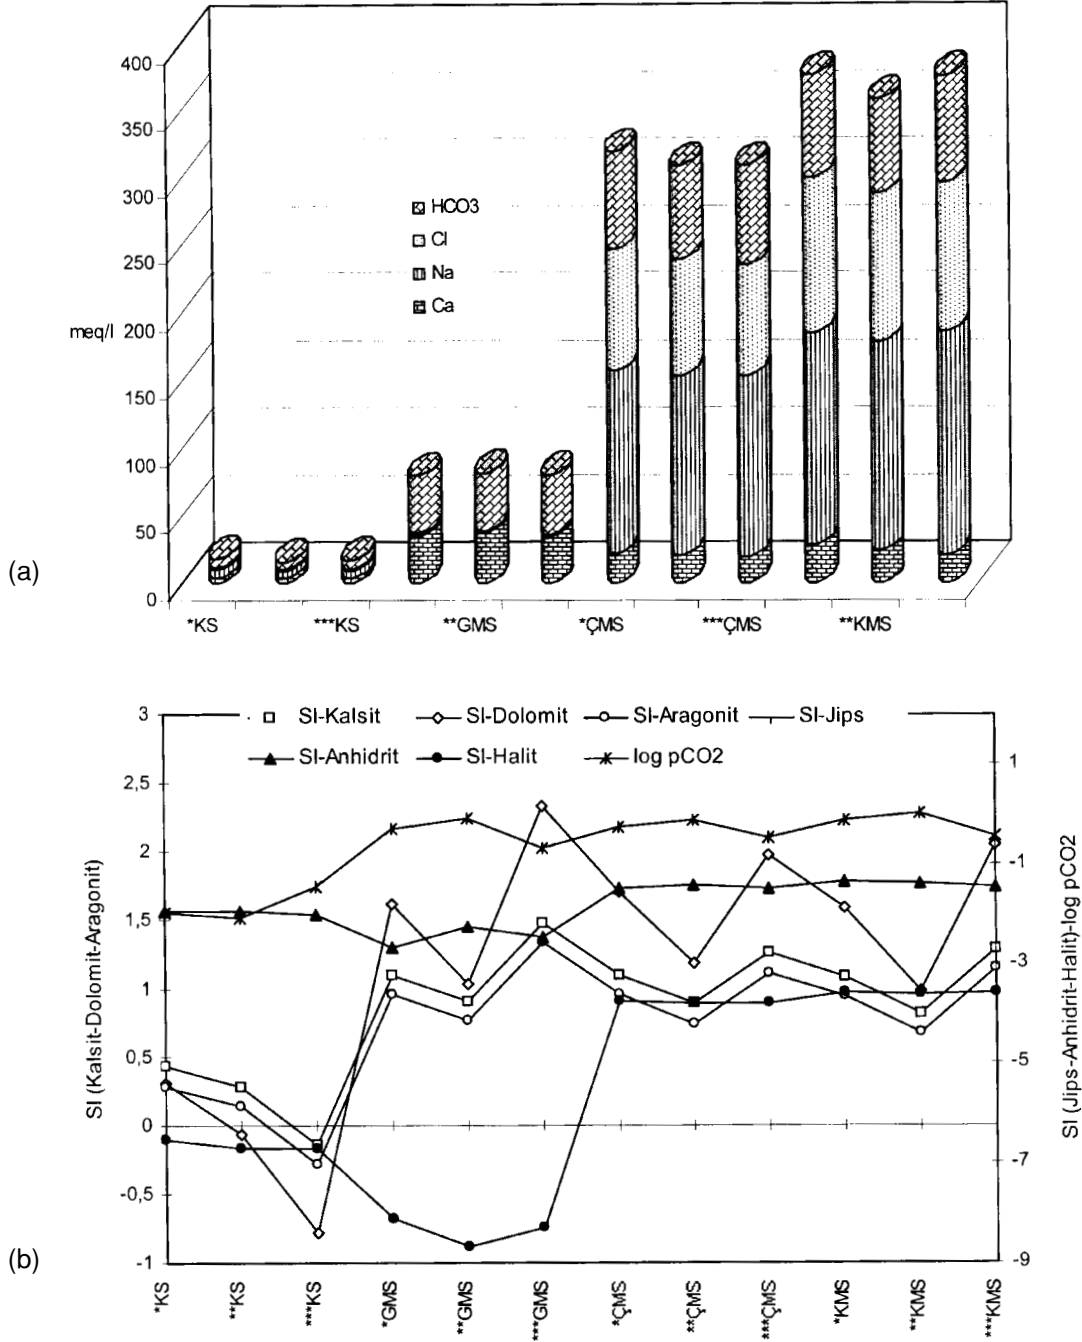 400
350
300
250
meq/l 200
150
100
50
0
HCO3
Cl
Na
Ca
(a)
*KS ***KS **GMS *ÇMS ***ÇMS **KMS
SI-Kalsit SI-Dolomit SI-Aragonit SI-Jips
SI-Anhidrit SI-Halit log pCO2
SI (Kalsit-Dolomit-Aragonit)
3
2,5
2
1,5
1
0,5
0
-0,5
-1
1
-1
-3
-5
-7
-9
SI (Jips-Anhidrit-Halit)-log pCO2
(b)
*KS **KS ***KS *GMS **GMS ***GMS *ÇMS **ÇMS ***ÇMS *KMS **KMS ***KMS